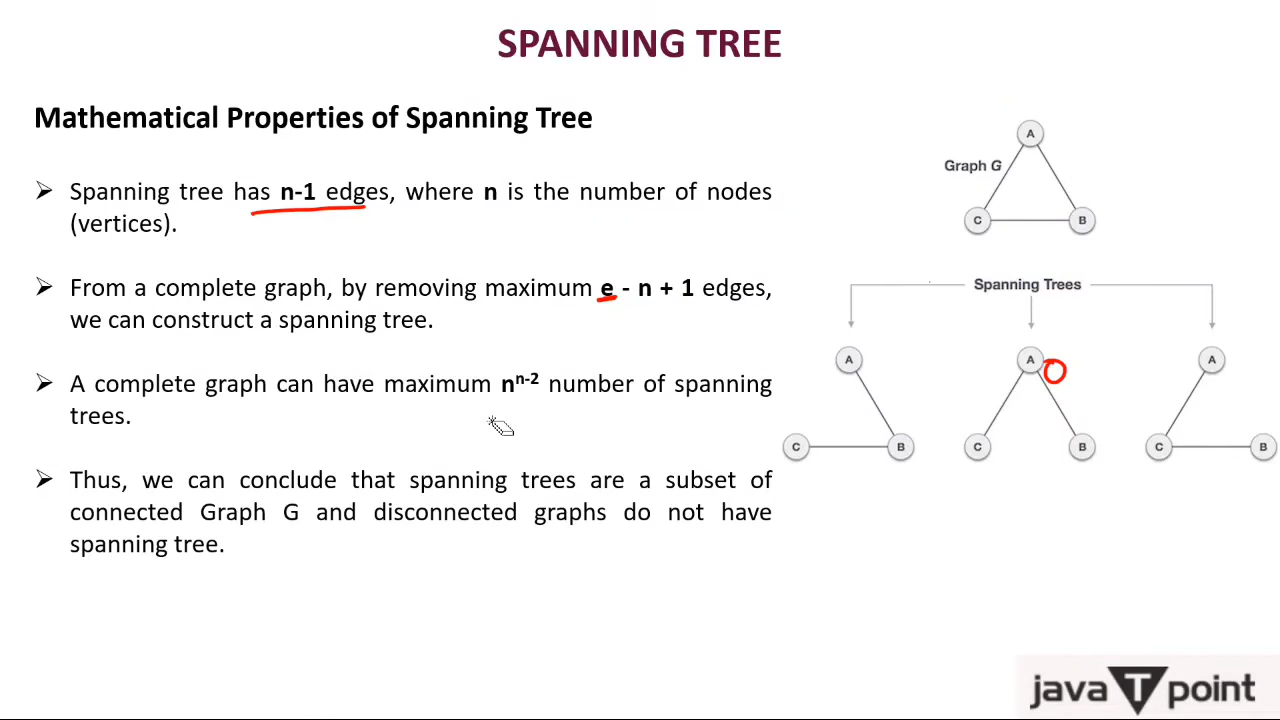 SPANNING TREE
Mathematical Properties of Spanning Tree
➢ Spanning tree has n-1 edges, where n is the number of nodes
(vertices).
➢ From a complete graph, by removing maximum e - n + 1 edges,
we can construct a spanning tree.
➢ A complete graph can have maximum nⁿ⁻² number of spanning
trees.
➢ Thus, we can conclude that spanning trees are a subset of
connected Graph G and disconnected graphs do not have
spanning tree.
A
Graph G
C B
Spanning Trees
A A A
C B C B C B
java T point